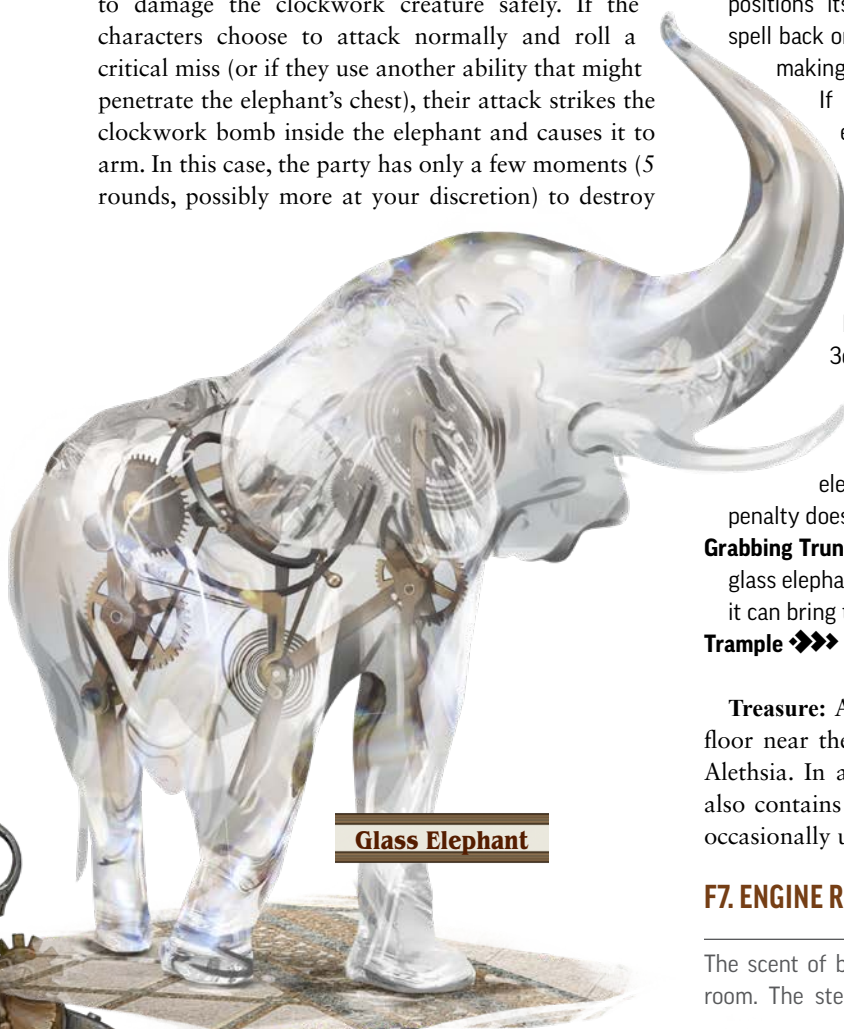 to damage the clockwork creature safely. If the
characters choose to attack normally and roll a
critical miss (or if they use another ability that might
penetrate the elephant's chest), their attack strikes the
clockwork bomb inside the elephant and causes it to
arm. In this case, the party has only a few moments (5
rounds, possibly more at your discretion) to destroy
Glass Elephant
positions its
spell back or
making
If
ele
penalty does
Grabbing Trun
glass elepha
it can bring t
Trample
Treasure: A
floor near the
Alethsia. In a
also contains
occasionally u
F7. ENGINE R
The scent of b
room. The ste